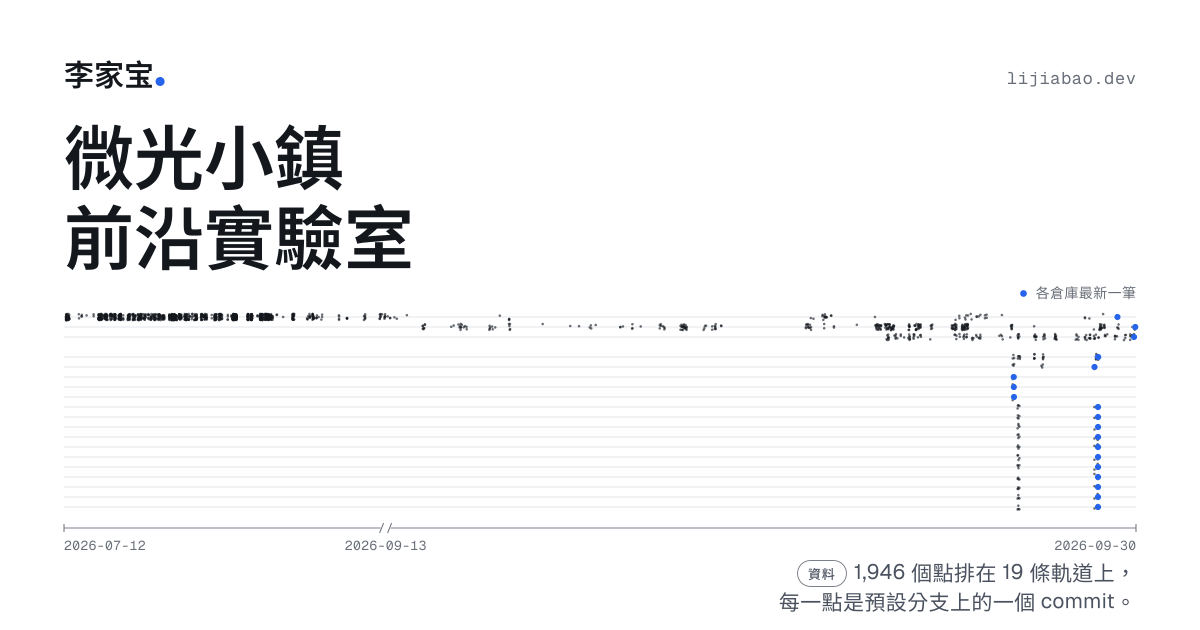 李家宝.
lijiabao.dev
微光小鎮
前沿實驗室
各倉庫最新一筆
2026-07-12
2026-09-13
2026-09-30
資料 1,946 個點排在 19 條軌道上，
每一點是預設分支上的一個 commit。